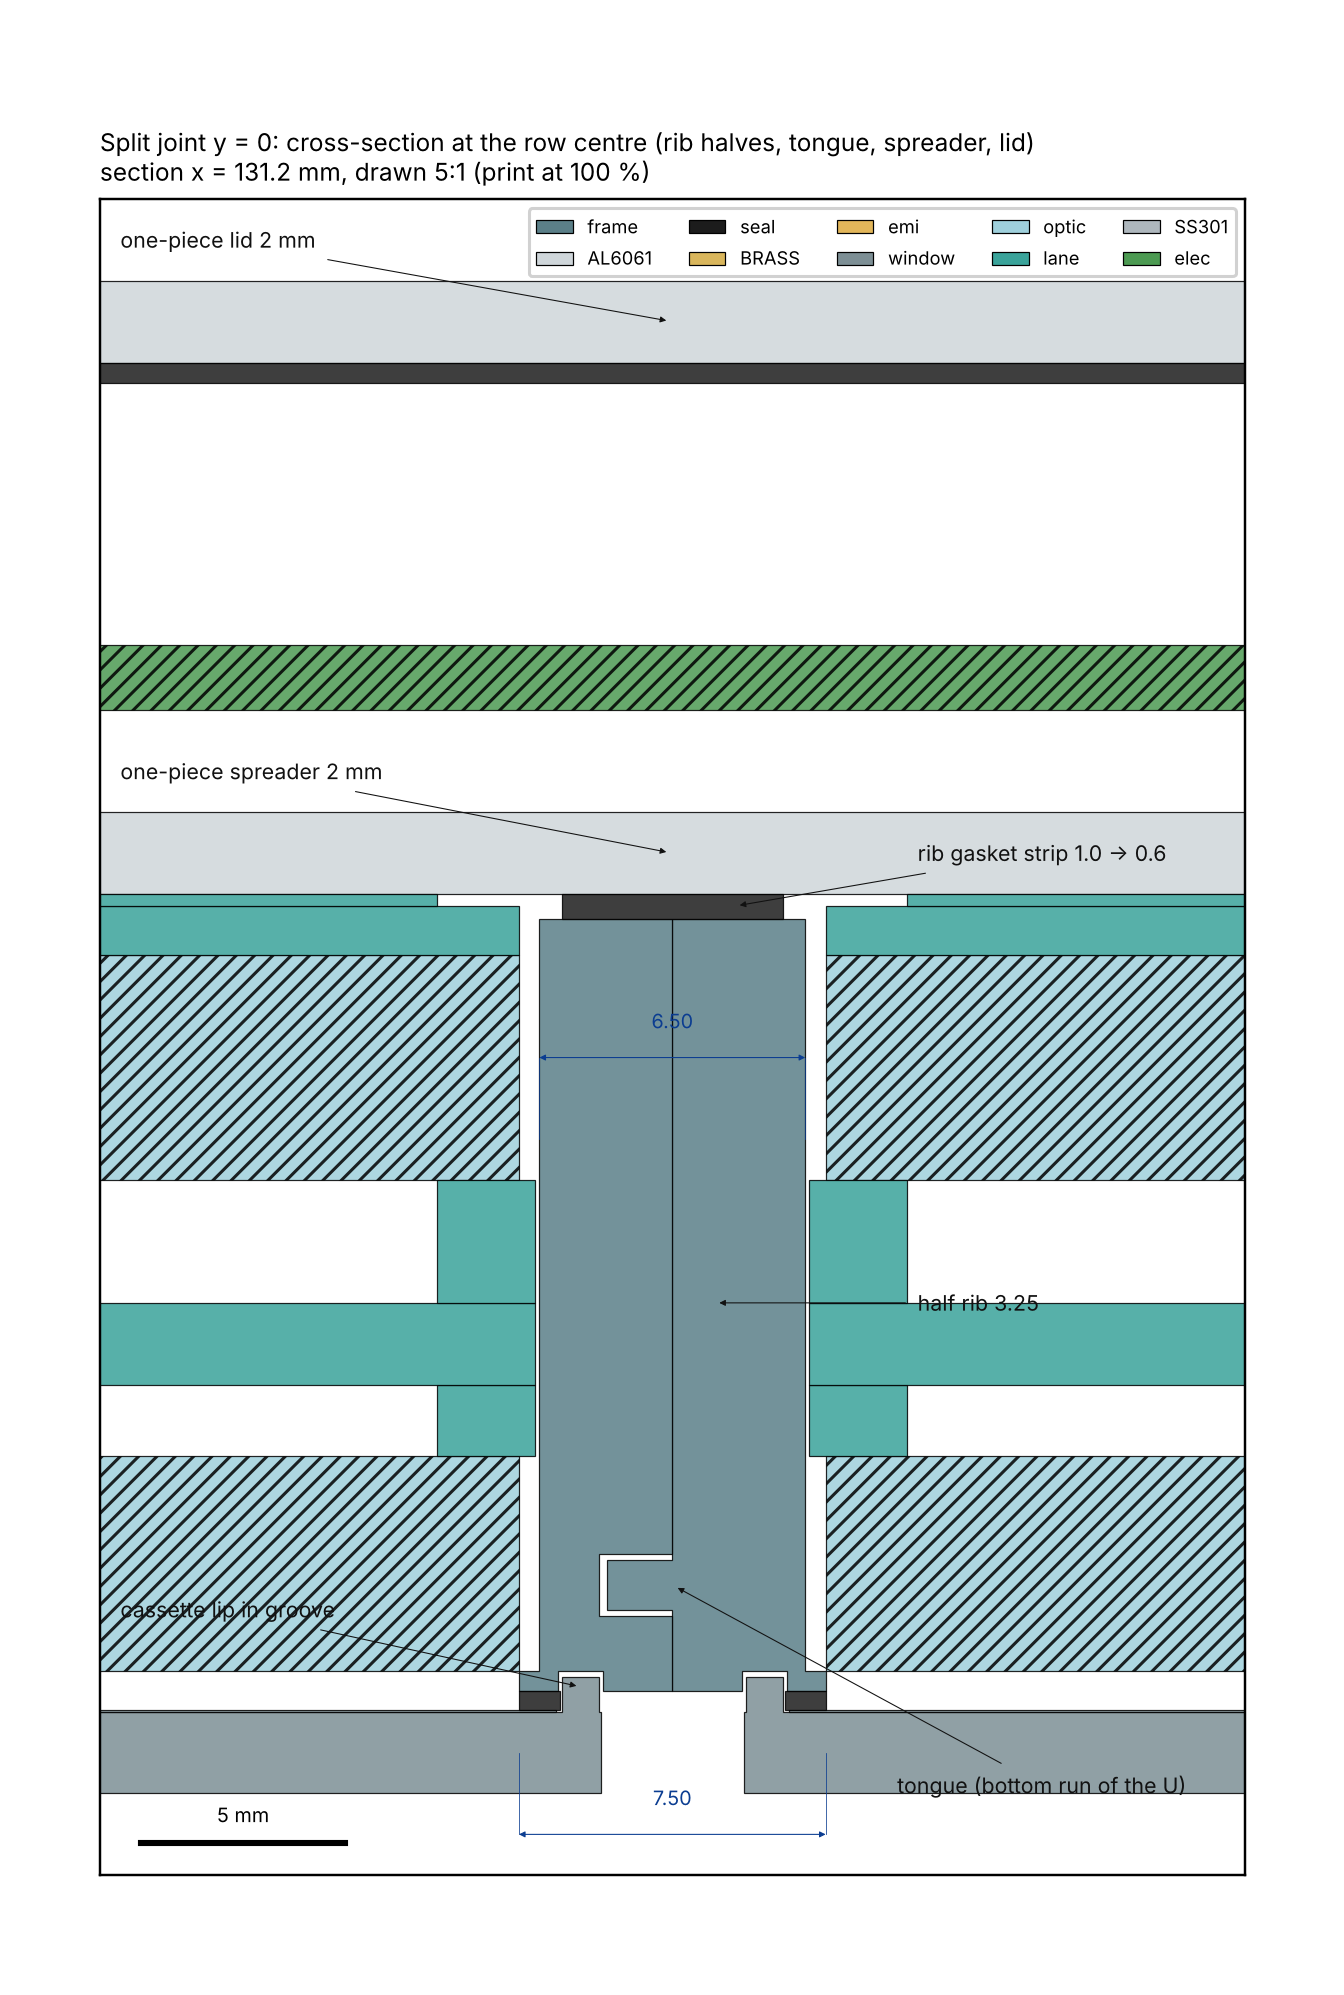 Split joint y = 0: cross-section at the row centre (rib halves, tongue, spreader, lid)
section x = 131.2 mm, drawn 5:1 (print at 100 %)
one-piece lid 2 mm
frame
seal
emi
optic
SS301
AL6061
BRASS
window
lane
elec
one-piece spreader 2 mm
rib gasket strip 1.0 → 0.6
6.50
half rib 3.25
cassette lip in groove
tongue (bottom run of the U)
7.50
5 mm